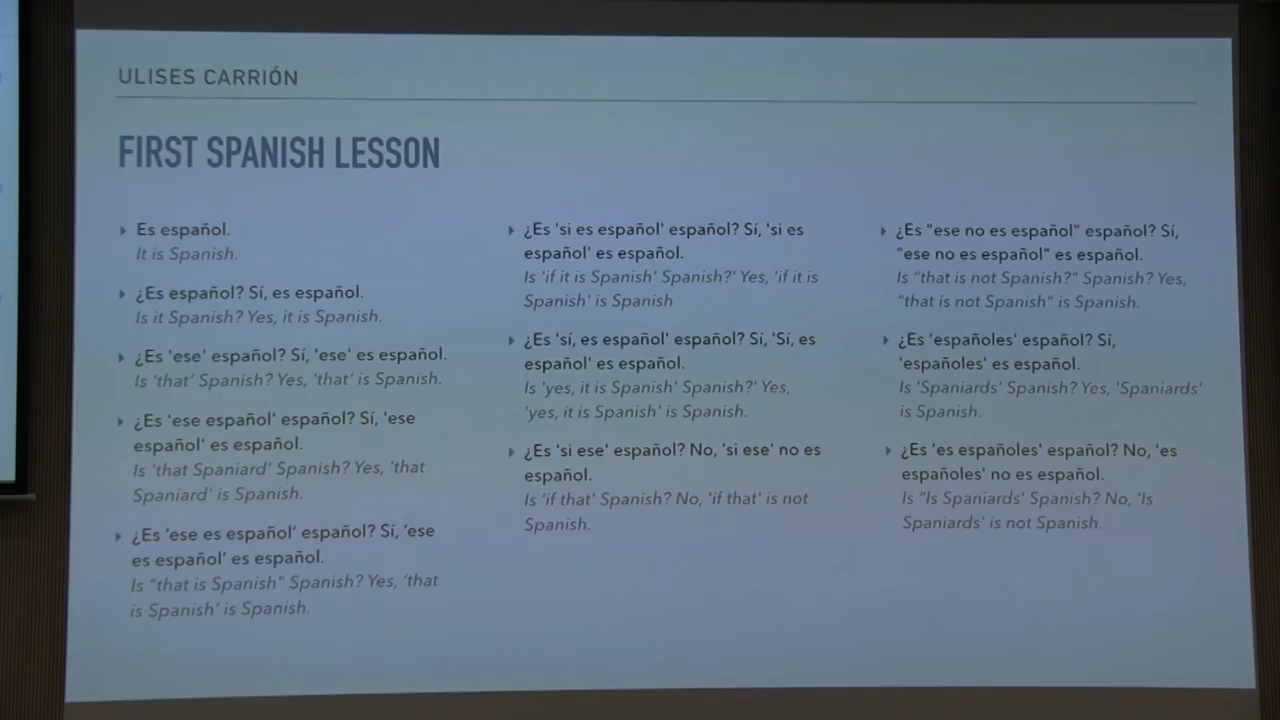 ULISES CARRIÓN
FIRST SPANISH LESSON
Es español.
It is Spanish.
¿Es español? Sí, es español.
Is it Spanish? Yes, it is Spanish.
¿Es 'ese' español? Sí, 'ese' es español.
Is 'that' Spanish? Yes, 'that' is Spanish.
¿Es 'ese español' español? Sí, 'ese
español' es español.
Is 'that Spaniard' Spanish? Yes, 'that
Spaniard' is Spanish.
¿Es 'ese es español' español? Sí, 'ese
es español' es español.
Is "that is Spanish" Spanish? Yes, 'that
is Spanish' is Spanish.
¿Es 'si es español' español? Sí, 'si es
español' es español.
Is 'if it is Spanish' Spanish?' Yes, 'if it is
Spanish' is Spanish
¿Es 'sí, es español' español? Sí, 'Sí, es
español' es español.
Is 'yes, it is Spanish' Spanish?' Yes,
'yes, it is Spanish' is Spanish.
¿Es 'si ese' español? No, 'si ese' no es
español.
Is 'if that' Spanish? No, 'if that' is not
Spanish.
¿Es "ese no es español" español? Sí,
"ese no es español" es español.
Is "that is not Spanish?" Spanish? Yes,
"that is not Spanish" is Spanish.
¿Es 'españoles' español? Sí,
'españoles' es español.
Is 'Spaniards' Spanish? Yes, 'Spaniards'
is Spanish.
¿Es 'es españoles' español? No, 'es
españoles' no es español.
Is "Is Spaniards' Spanish? No, 'Is
Spaniards' is not Spanish.